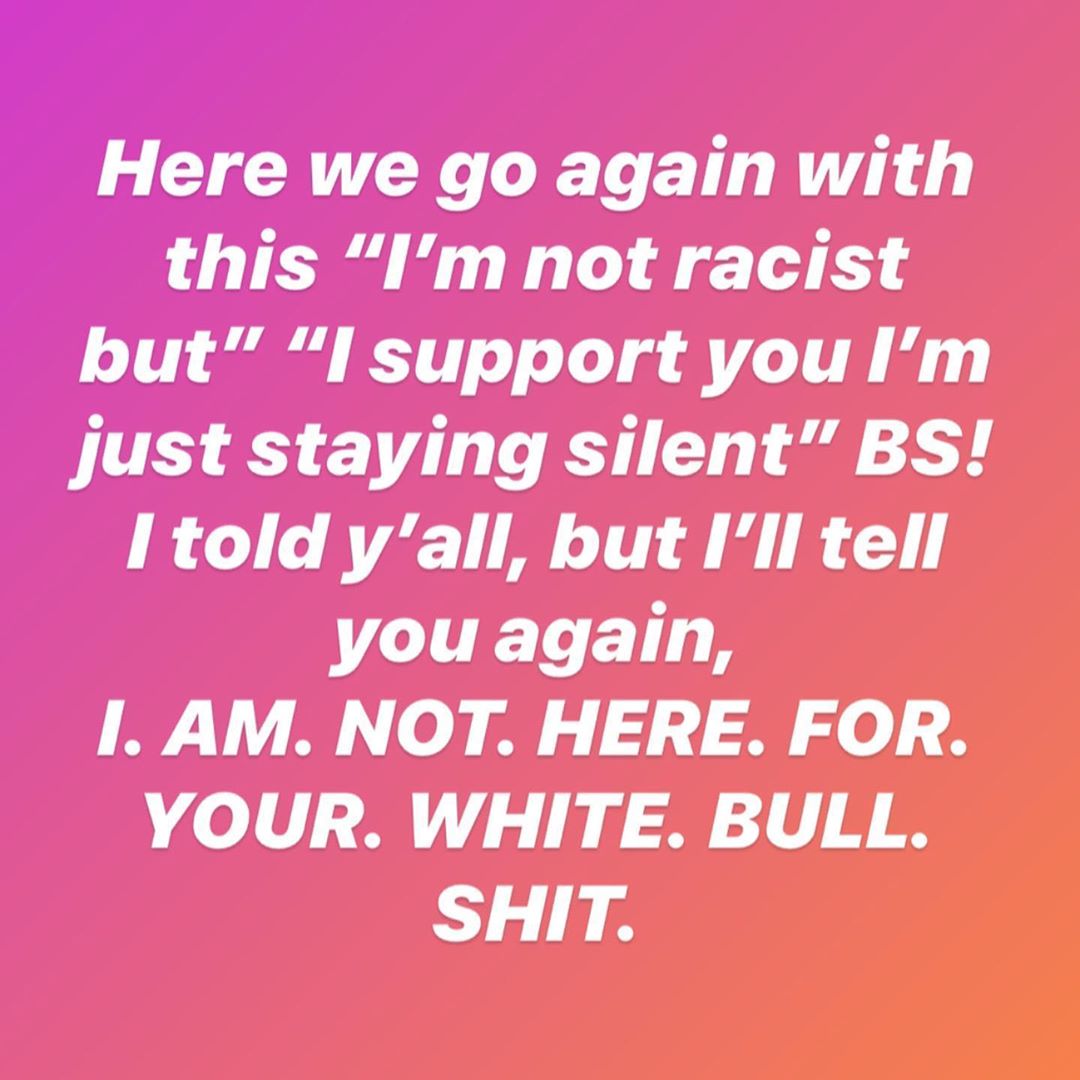 Here we go again with
this “I’m not racist
but” “I support you I’m
just staying silent” BS!
I told y’all, but I’ll tell
you again,
I. AM. NOT. HERE. FOR.
YOUR. WHITE. BULL.
SHIT.